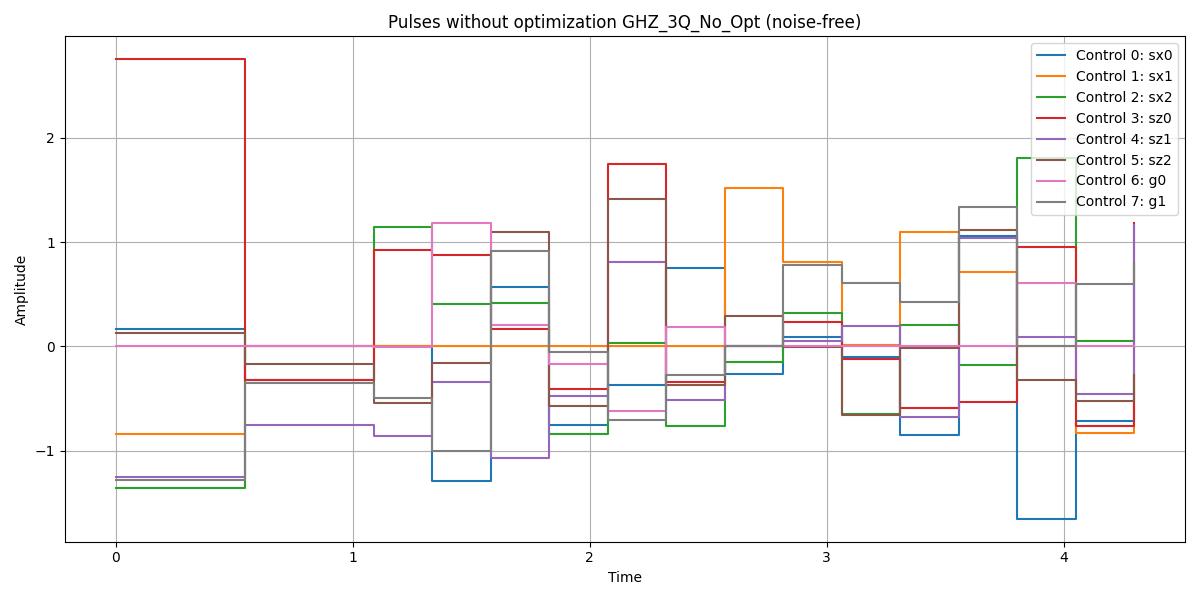 Pulses without optimization GHZ_3Q_No_Opt (noise-free)
Control 0: sx0
Control 1: sx1
Control 2: sx2
Control 3: sz0
Control 4: sz1
Control 5: sz2
Control 6: g0
Control 7: g1
Amplitude
2
1
0
−1
0
1
2
3
4
Time